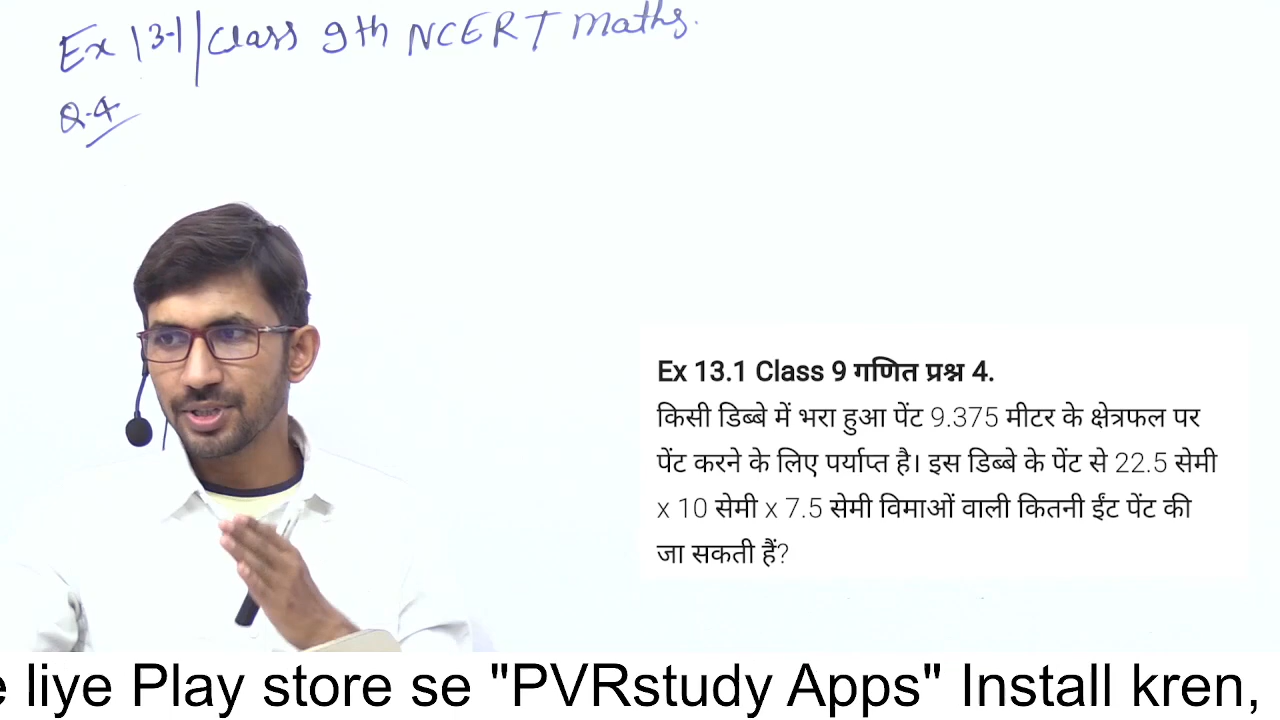 Ex 13.1 | Class 9th NCERT Maths.
Q.4
Ex 13.1 Class 9 गणित प्रश्न 4.
किसी डिब्बे में भरा हुआ पेंट 9.375 मीटर के क्षेत्रफल पर
पेंट करने के लिए पर्याप्त है। इस डिब्बे के पेंट से 22.5 सेमी
x 10 सेमी x 7.5 सेमी विमाओं वाली कितनी ईंट पेंट की
जा सकती हैं?
liye Play store se "PVRstudy Apps" Install kren,